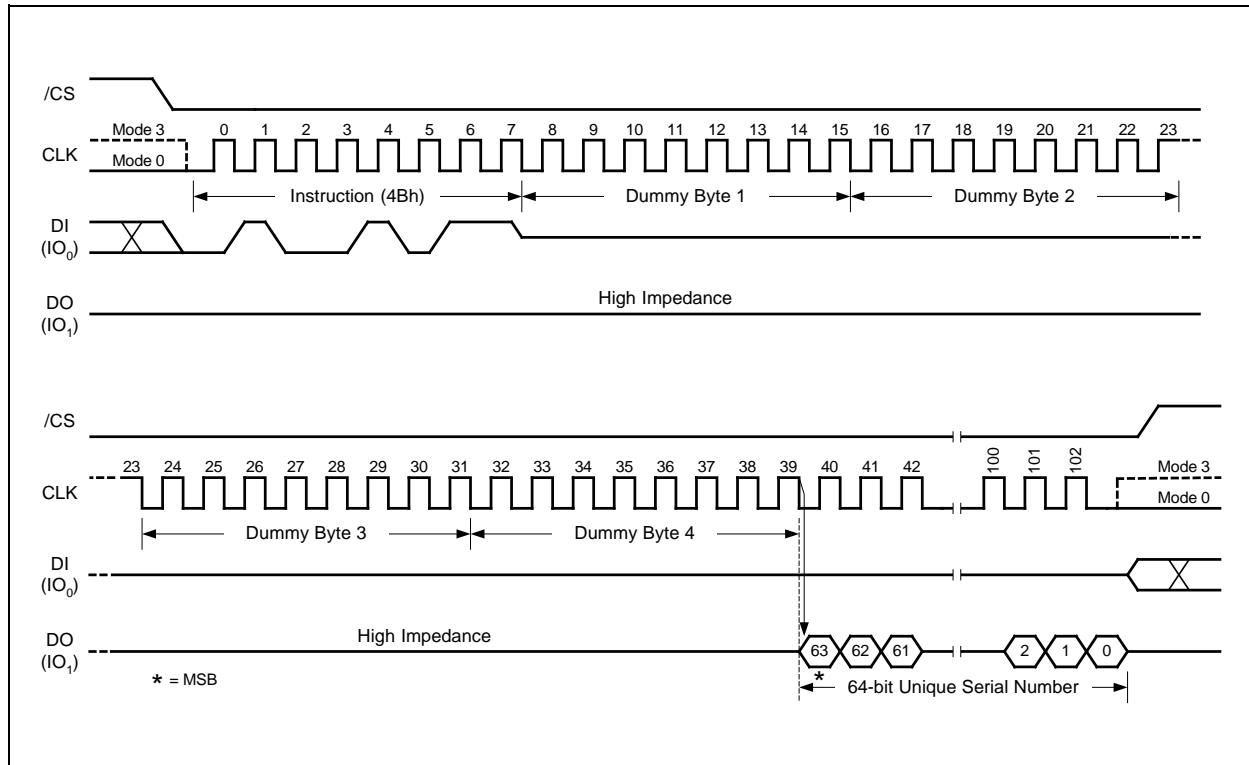 /CS
Mode 3 0 1 2 3 4 5 6 7 8 9 10 11 12 13 14 15 16 17 18 19 20 21 22 23
CLK
Mode 0
Instruction (4Bh) Dummy Byte 1 Dummy Byte 2
DI
(IO0)
High Impedance
DO
(IO1)
/CS
23 24 25 26 27 28 29 30 31 32 33 34 35 36 37 38 39 40 41 42 100 101 102 Mode 3
CLK
Mode 0
Dummy Byte 3 Dummy Byte 4
DI
(IO0)
High Impedance
DO
(IO1)
63 62 61 2 1 0
* = MSB
*
64-bit Unique Serial Number